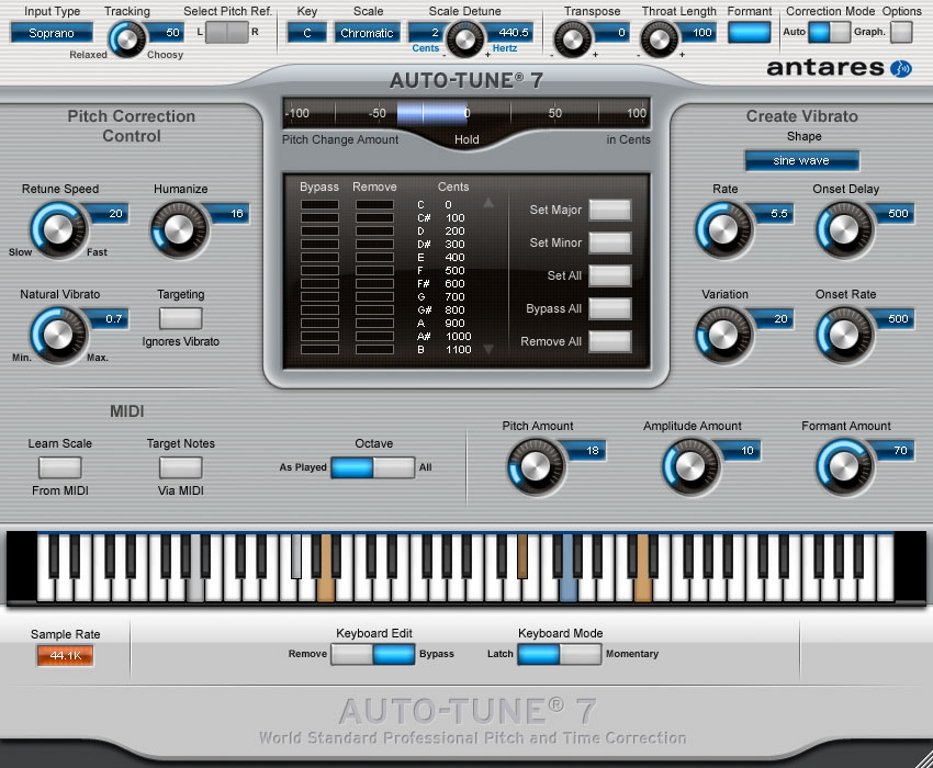 Input Type
Tracking
Select Pitch Ref.
Key
Scale
Scale Detune
Transpose
Throat Length
Formant
Correction Mode
Options
Soprano
50
L
R
C
Chromatic
2
440.5
0
100
Auto
Graph.
Relaxed
Choosy
Cents
-
+
Hertz
-
+
-
+
antares
AUTO-TUNE® 7
Pitch Correction
Control
-100
-50
0
50
100
Pitch Change Amount
Hold
in Cents
Create Vibrato
Shape
sine wave
Retune Speed
20
Slow
Fast
Humanize
16
Natural Vibrato
0.7
Min.
Max.
Targeting
Ignores Vibrato
Bypass
Remove
Cents
C 0
C# 100
D 200
D# 300
E 400
F 500
F# 600
G 700
G# 800
A 900
A# 1000
B 1100
Set Major
Set Minor
Set All
Bypass All
Remove All
Rate
5.5
Onset Delay
500
Variation
20
Onset Rate
500
MIDI
Learn Scale
From MIDI
Target Notes
Via MIDI
Octave
As Played
All
Pitch Amount
18
Amplitude Amount
10
Formant Amount
70
Sample Rate
44.1K
Keyboard Edit
Remove
Bypass
Keyboard Mode
Latch
Momentary
AUTO-TUNE® 7
World Standard Professional Pitch and Time Correction